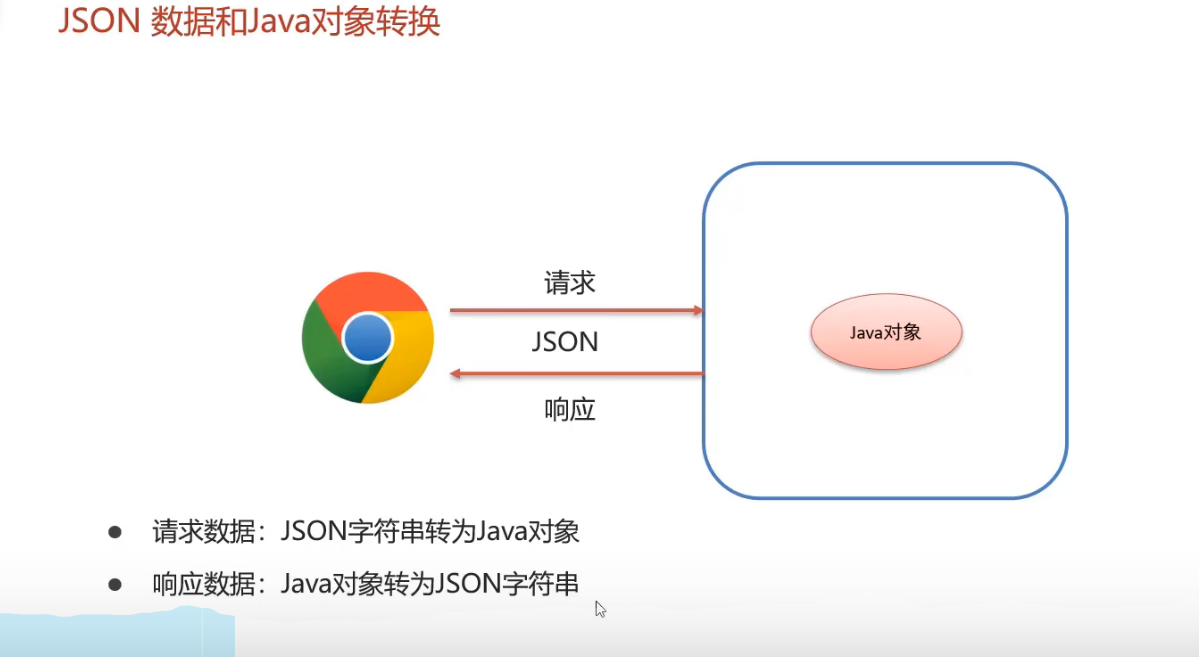 JSON 数据和Java对象转换
请求
JSON
响应
Java对象
● 请求数据：JSON字符串转为Java对象
● 响应数据：Java对象转为JSON字符串